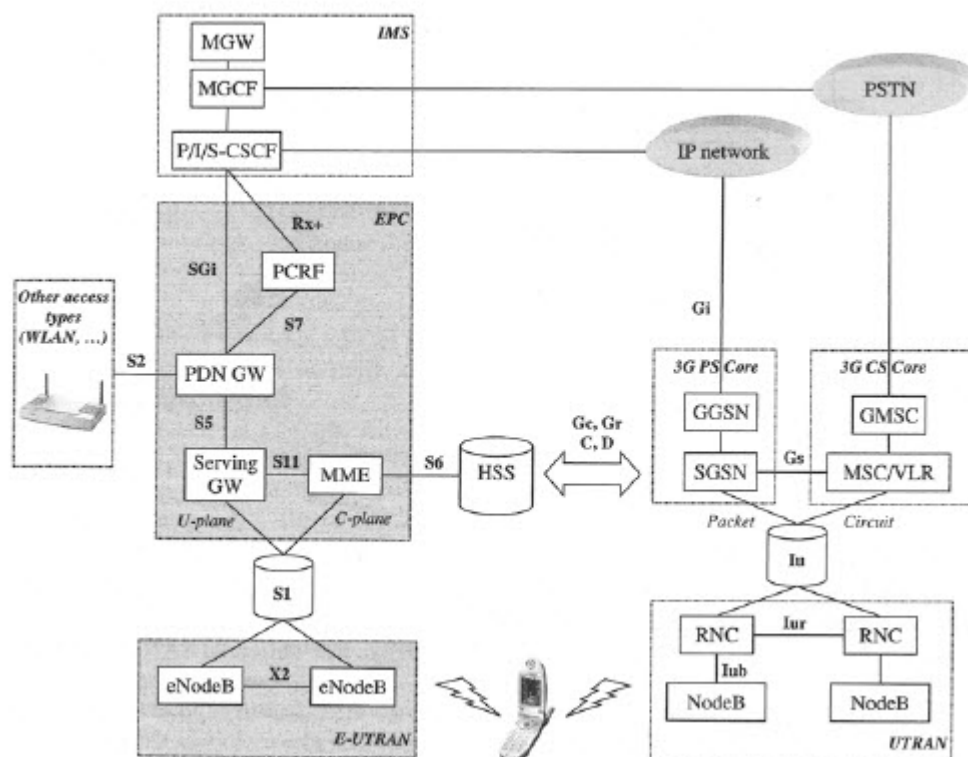 IMS
MGW
MGCF
PSTN
P/I/S-CSCF
IP network
EPC
Rx+
SGi
PCRF
Other access
types
(WLAN, ...)
S7
Gi
S2
PDN GW
3G PS Core
3G CS Core
S5
GGSN
GMSC
Gc, Gr
C, D
Serving
GW
S11
MME
S6
HSS
SGSN
Gs
MSC/VLR
U-plane
C-plane
Packet
Circuit
S1
Iu
RNC
Iur
RNC
eNodeB
X2
eNodeB
Iub
NodeB
NodeB
E-UTRAN
UTRAN